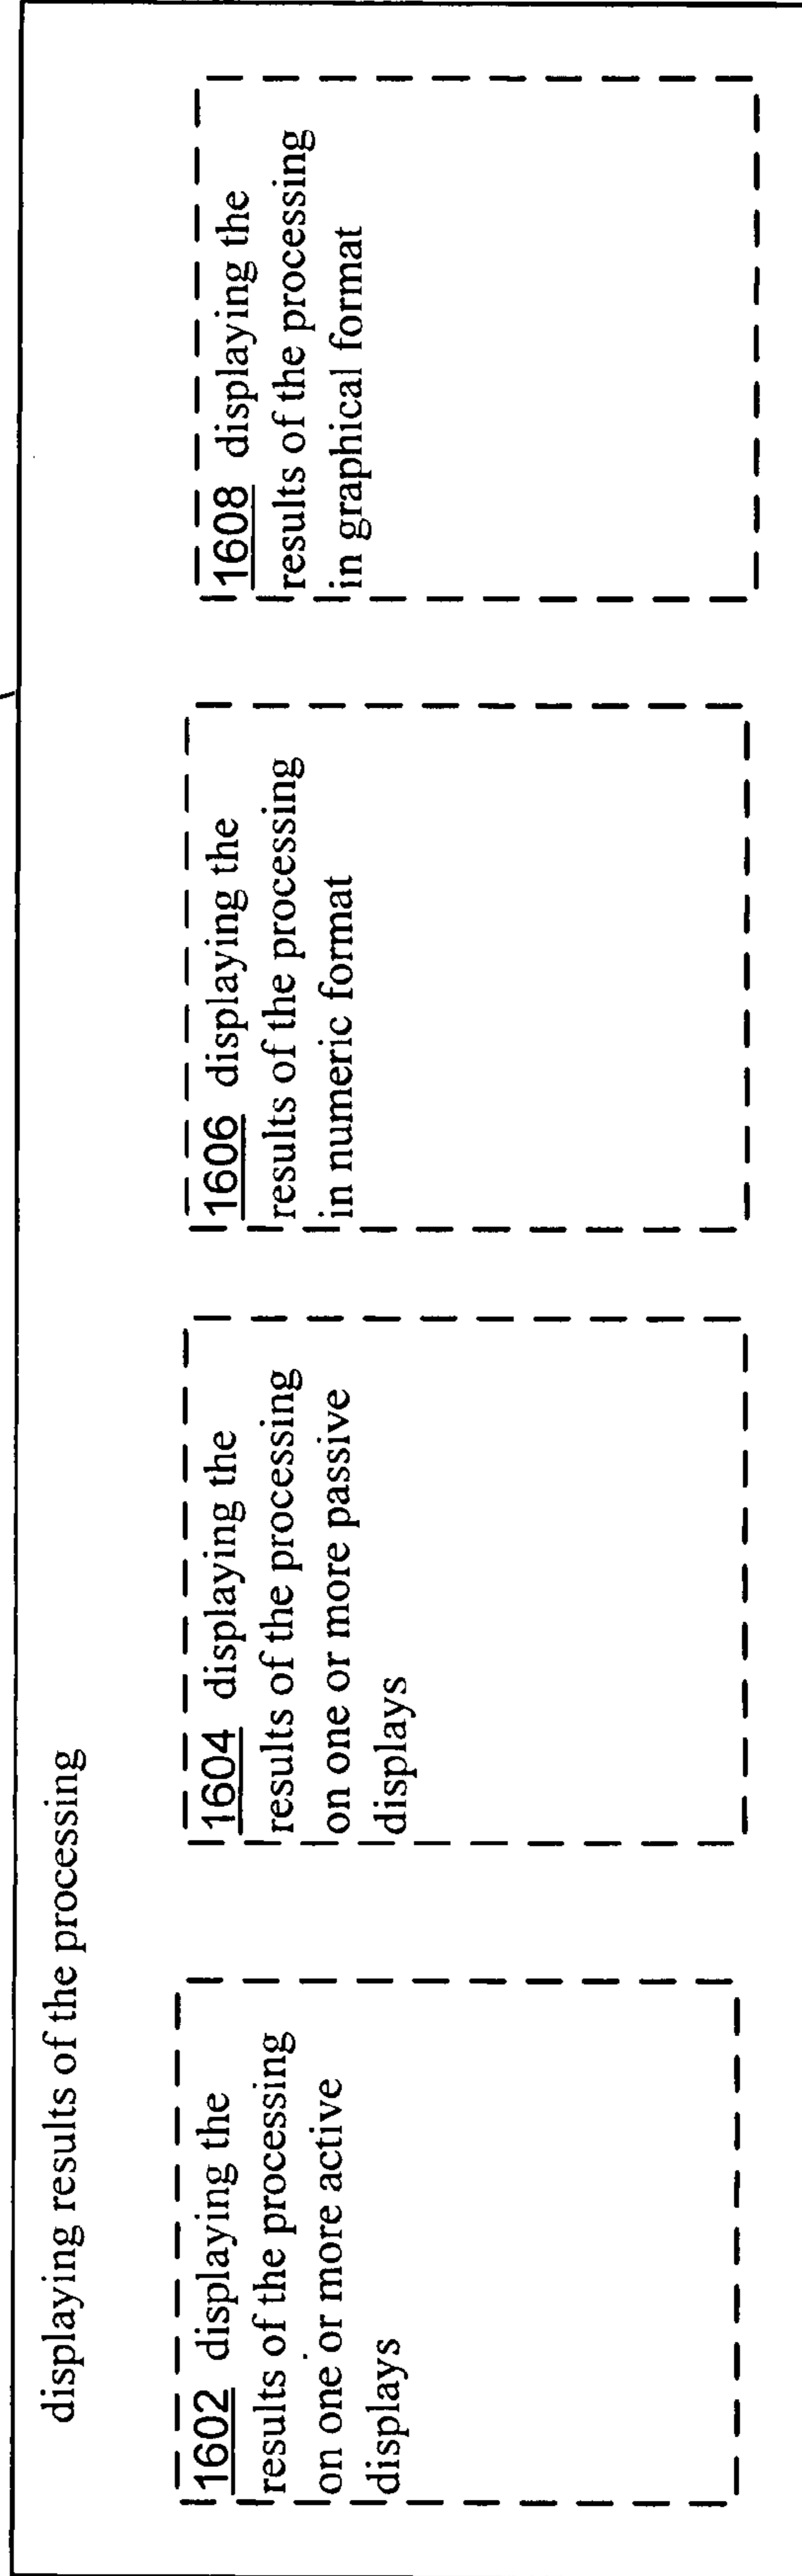 displaying results of the processing
1602 displaying the
results of the processing
on one or more active
displays
1604 displaying the
results of the processing
on one or more passive
displays
1606 displaying the
results of the processing
in numeric format
1608 displaying the
results of the processing
in graphical format